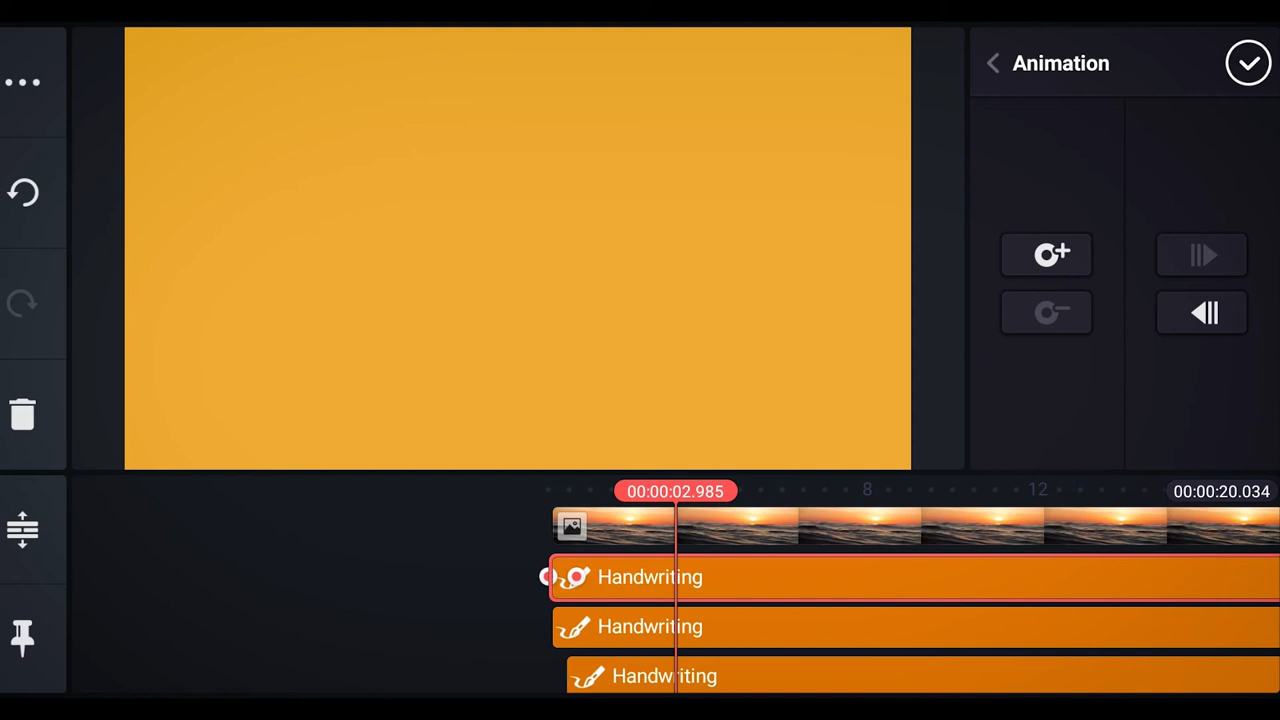 Animation
00:00:02.985
8
12
00:00:20.034
Handwriting
Handwriting
Handwriting